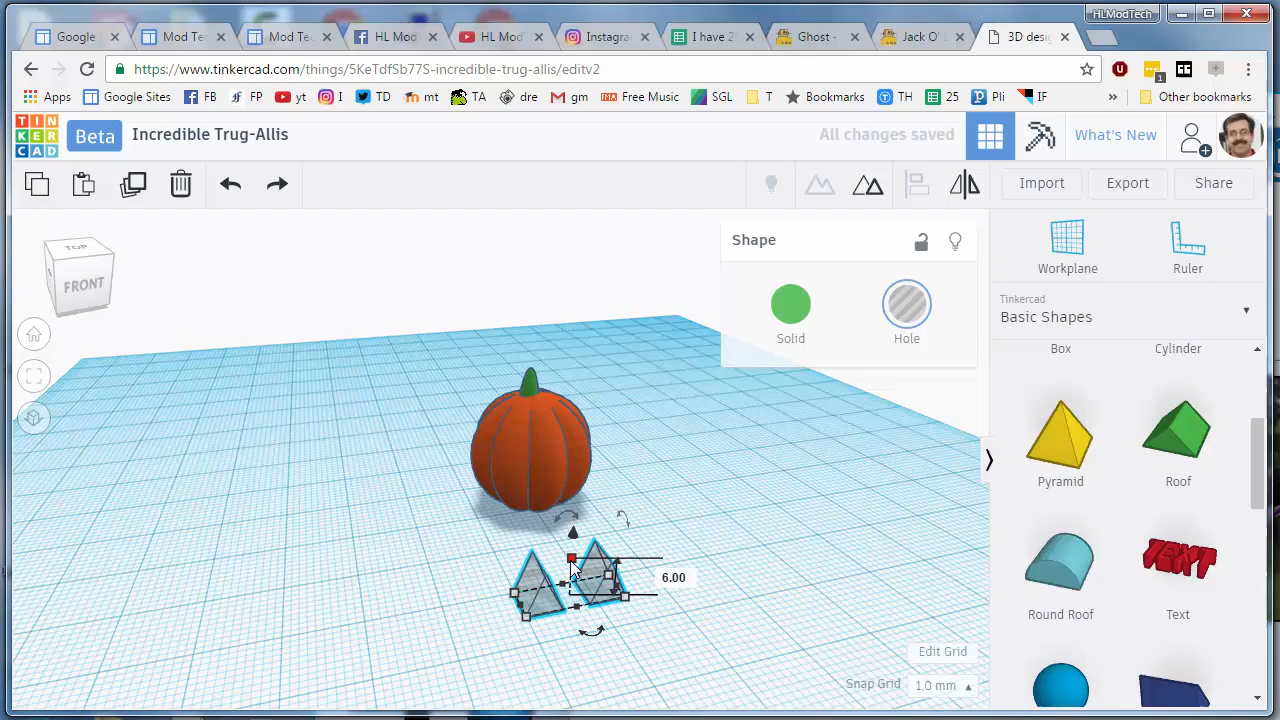 HLModTech
Google
Mod Te
Mod Te
HL Mod
HL Mod
Instagra
I have 2
Ghost -
Jack O'
3D desi
https://www.tinkercad.com/things/5KeTdfSb77S-incredible-trug-allis/editv2
Apps
Google Sites
FB
FP
yt
I
TD
mt
TA
dre
gm
Free Music
SGL
T
Bookmarks
TH
25
Pli
IF
»
Other bookmarks
TIN
KER
CAD
Beta
Incredible Trug-Allis
All changes saved
What's New
Import
Export
Share
TOP
FRONT
Shape
Solid
Hole
Workplane
Ruler
Tinkercad
Basic Shapes
Box
Cylinder
Pyramid
Roof
Round Roof
TEXT
Text
6.00
Edit Grid
Snap Grid
1.0 mm